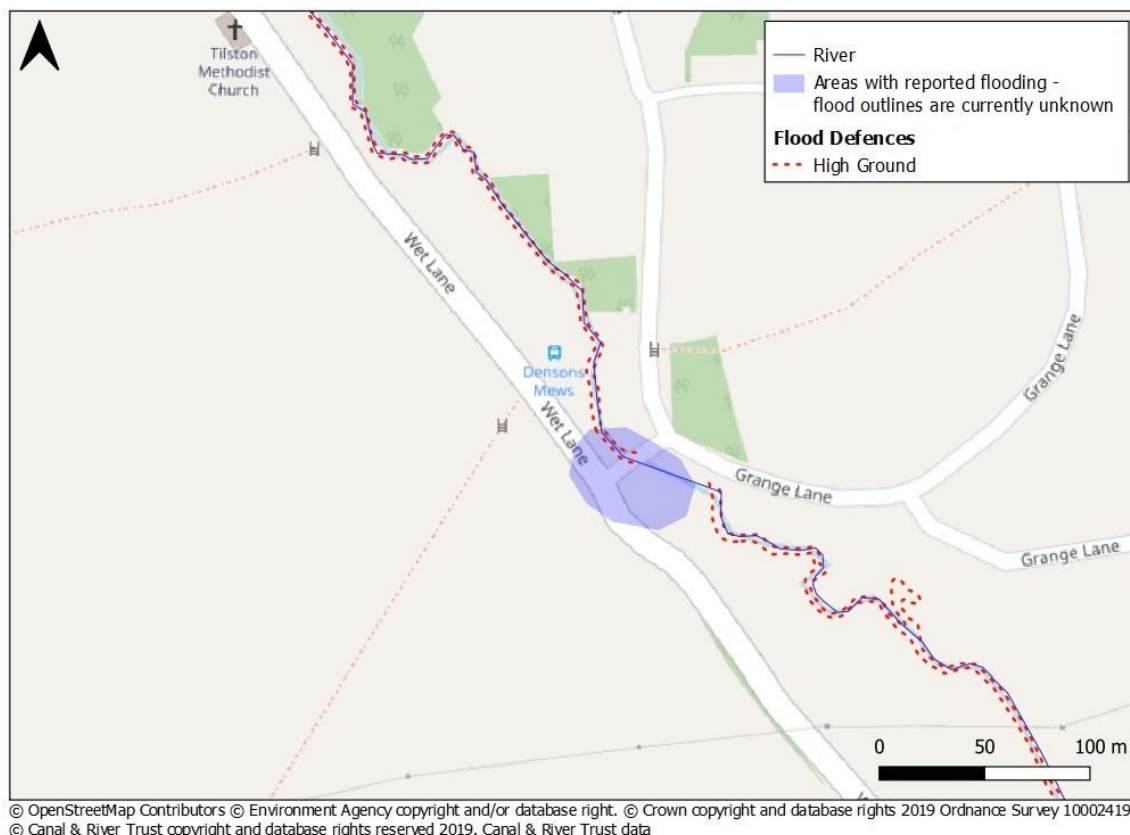 Tilston
Methodist
Church
River
Areas with reported flooding -
flood outlines are currently unknown
Flood Defences
High Ground
Wet Lane
Densons
Mews
Wet Lane
Grange Lane
Grange Lane
Grange Lane
0 50 100 m
© OpenStreetMap Contributors © Environment Agency copyright and/or database right. © Crown copyright and database rights 2019 Ordnance Survey 10002419
© Canal & River Trust copyright and database rights reserved 2019. Canal & River Trust data